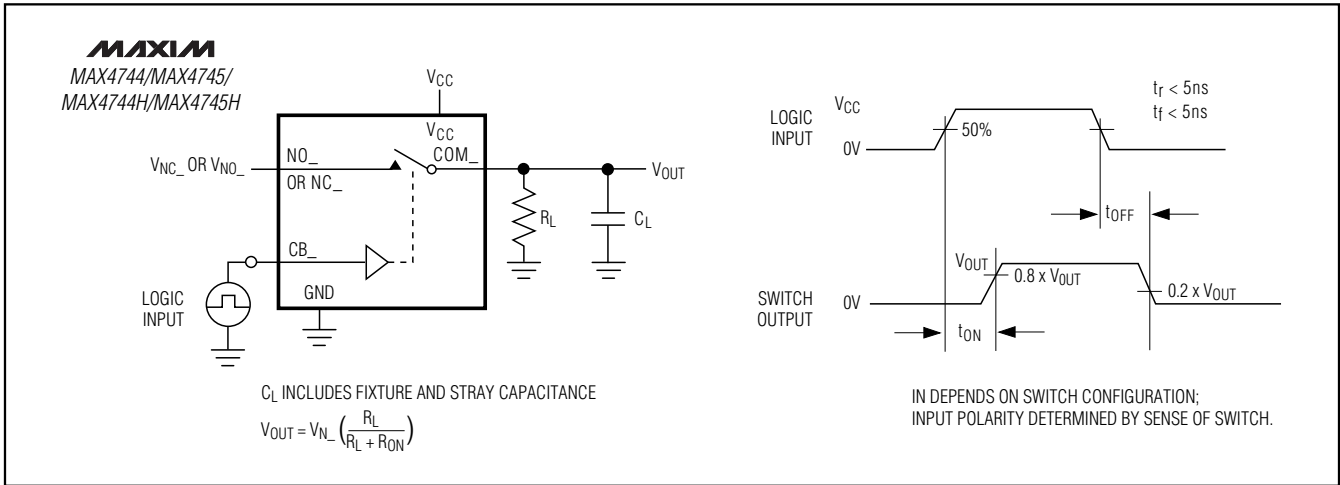 MAXIM
MAX4744/MAX4745/
MAX4744H/MAX4745H
VCC
VCC
VNC_ OR VNO_
NO_
OR NC_
COM_
VOUT
RL
CL
CB_
LOGIC
INPUT
GND
CL INCLUDES FIXTURE AND STRAY CAPACITANCE
VOUT = VN_ (RL / RL + RON)
LOGIC
INPUT
VCC
0V
50%
tr < 5ns
tf < 5ns
tOFF
SWITCH
OUTPUT
VOUT
0V
0.8 x VOUT
0.2 x VOUT
tON
IN DEPENDS ON SWITCH CONFIGURATION;
INPUT POLARITY DETERMINED BY SENSE OF SWITCH.